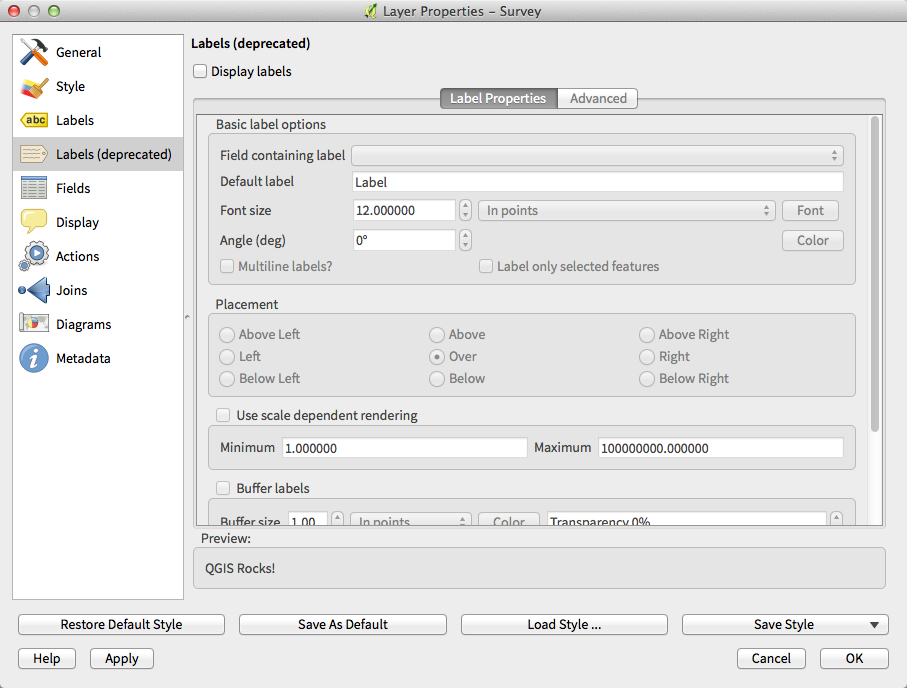 Layer Properties – Survey
General
Style
abc Labels
Labels (deprecated)
Fields
Display
Actions
Joins
Diagrams
i Metadata
Labels (deprecated)
Display labels
Label Properties Advanced
Basic label options
Field containing label
Default label Label
Font size 12.000000 In points Font
Angle (deg) 0° Color
Multiline labels? Label only selected features
Placement
Above Left Above Above Right
Left Over Right
Below Left Below Below Right
Use scale dependent rendering
Minimum 1.000000 Maximum 100000000.000000
Buffer labels
Buffer size 1.00 In points Color Transparency 0%
Preview:
QGIS Rocks!
Restore Default Style Save As Default Load Style ... Save Style
Help Apply Cancel OK